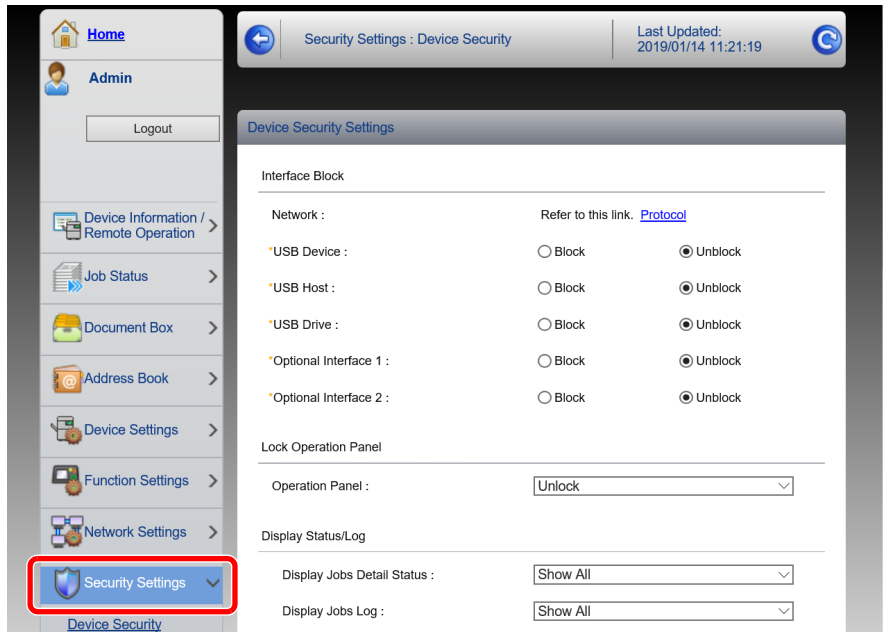 Home
Admin
Logout
Device Information /
Remote Operation
Job Status
Document Box
Address Book
Device Settings
Function Settings
Network Settings
Security Settings
Device Security
Security Settings : Device Security
Last Updated:
2019/01/14 11:21:19
Device Security Settings
Interface Block
Network : Refer to this link. Protocol
*USB Device : Block Unblock
*USB Host : Block Unblock
*USB Drive : Block Unblock
*Optional Interface 1 : Block Unblock
*Optional Interface 2 : Block Unblock
Lock Operation Panel
Operation Panel : Unlock
Display Status/Log
Display Jobs Detail Status : Show All
Display Jobs Log : Show All